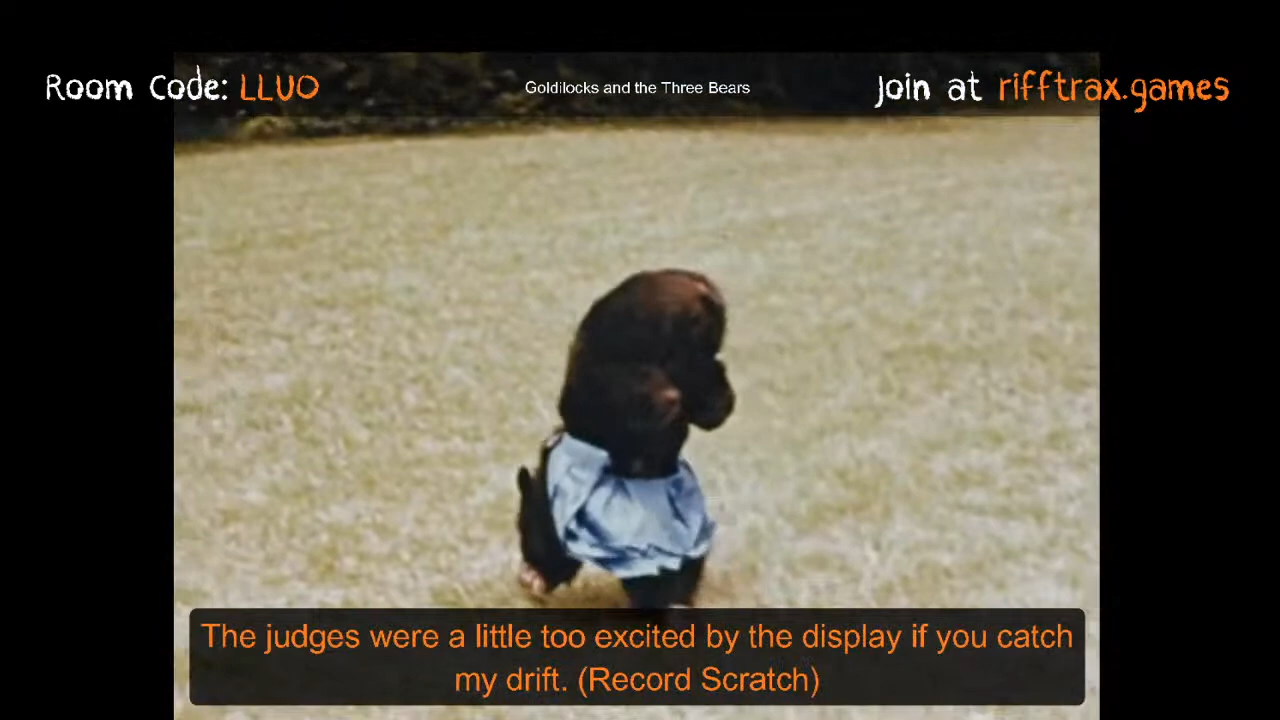 Room Code: LLUO
Goldilocks and the Three Bears
Join at rifftrax.games
The judges were a little too excited by the display if you catch
my drift. (Record Scratch)